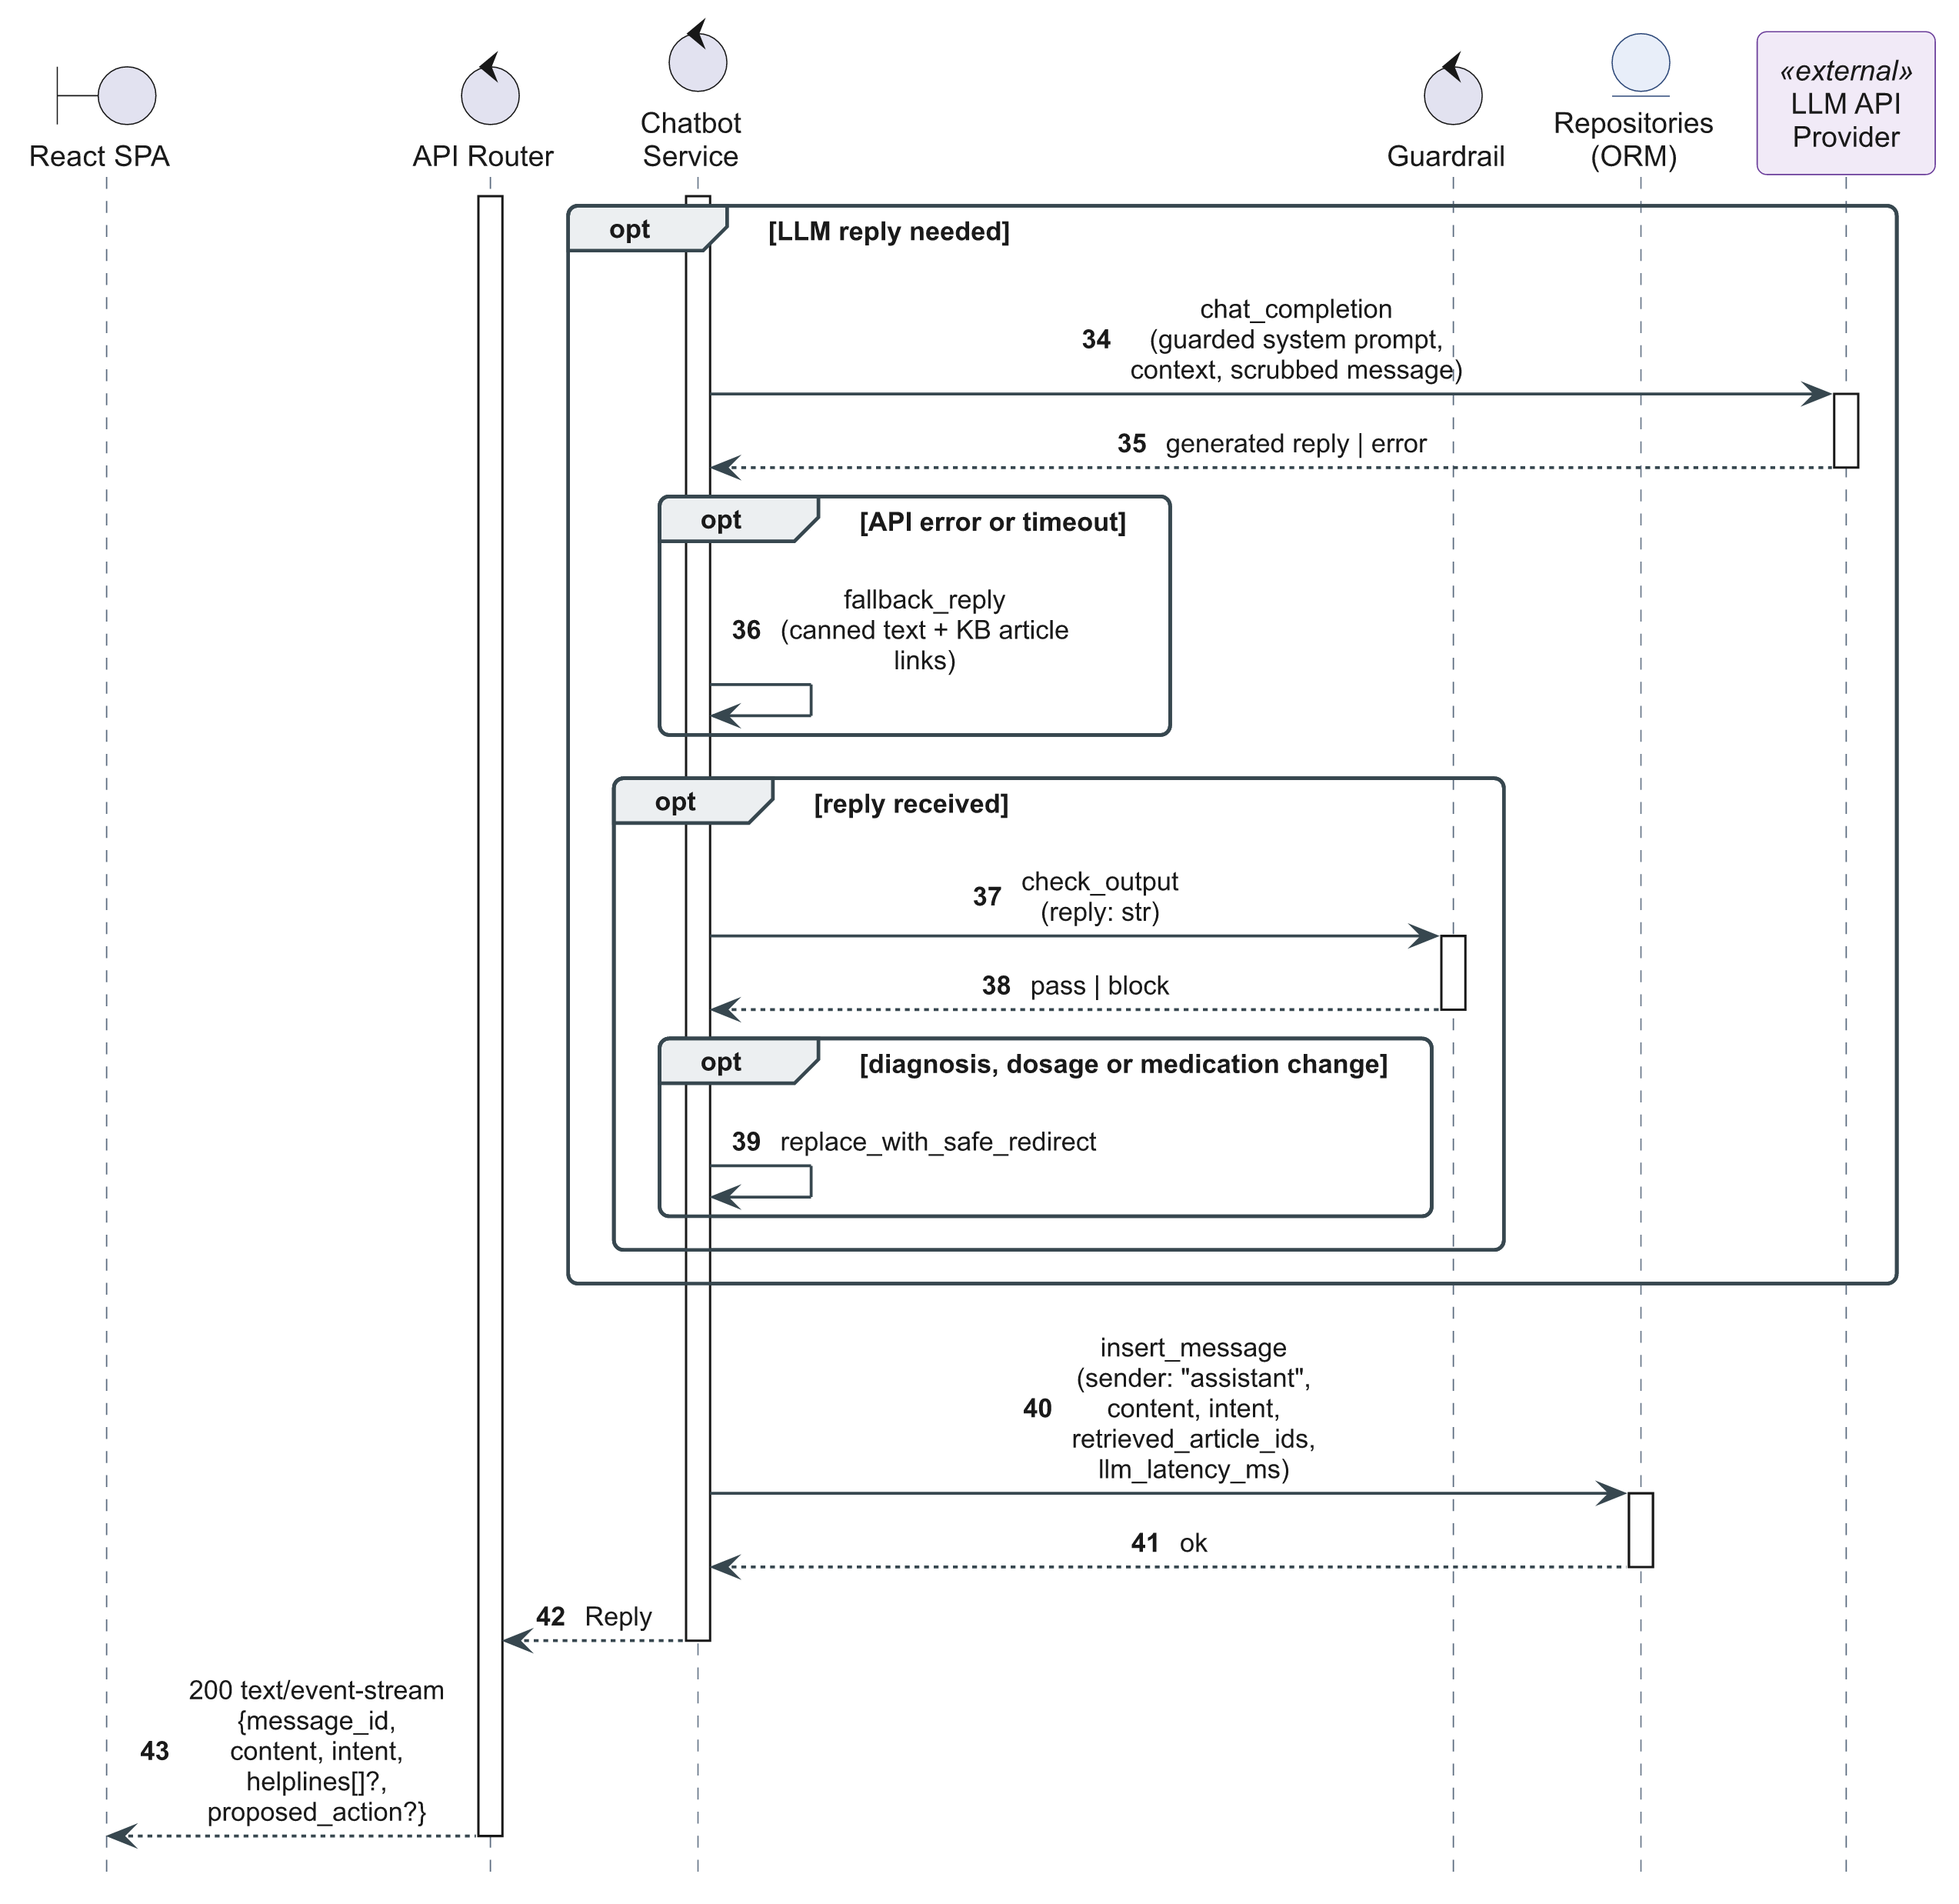 React SPA
API Router
Chatbot
Service
Guardrail
Repositories
(ORM)
«external»
LLM API
Provider
opt [LLM reply needed]
chat_completion
34 (guarded system prompt,
context, scrubbed message)
35 generated reply | error
opt [API error or timeout]
fallback_reply
36 (canned text + KB article
links)
opt [reply received]
check_output
37
(reply: str)
38 pass | block
opt [diagnosis, dosage or medication change]
39 replace_with_safe_redirect
insert_message
(sender: "assistant",
40 content, intent,
retrieved_article_ids,
llm_latency_ms)
41 ok
42 Reply
200 text/event-stream
{message_id,
43 content, intent,
helplines[]?,
proposed_action?}